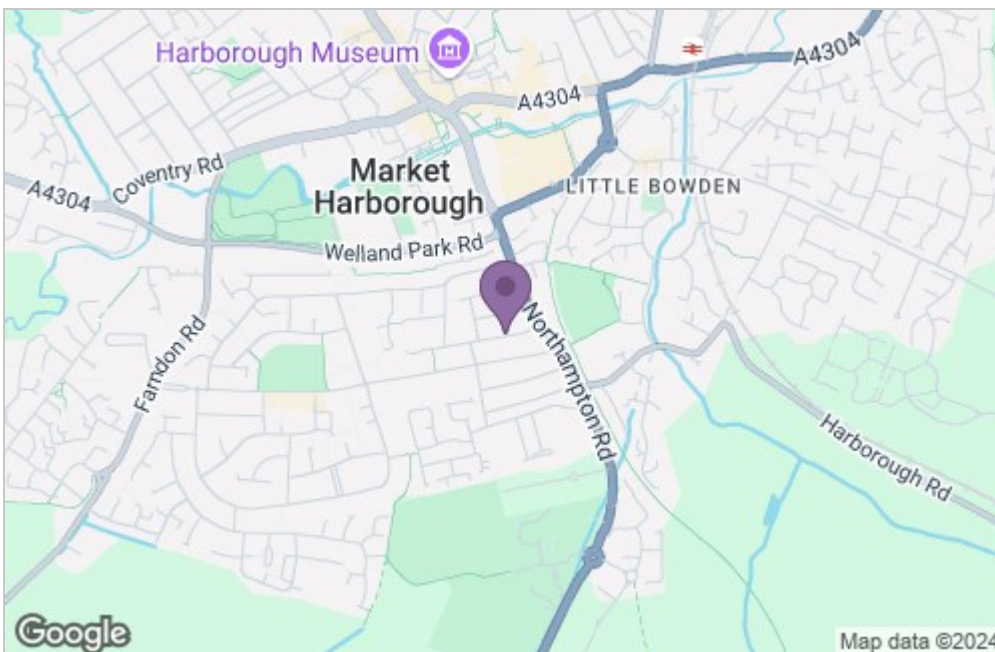 Harborough Museum
A4304
A4304
Coventry Rd
A4304
Market
Harborough
LITTLE BOWDEN
Welland Park Rd
Farndon Rd
Northampton Rd
Harborough Rd
Google
Map data ©2024